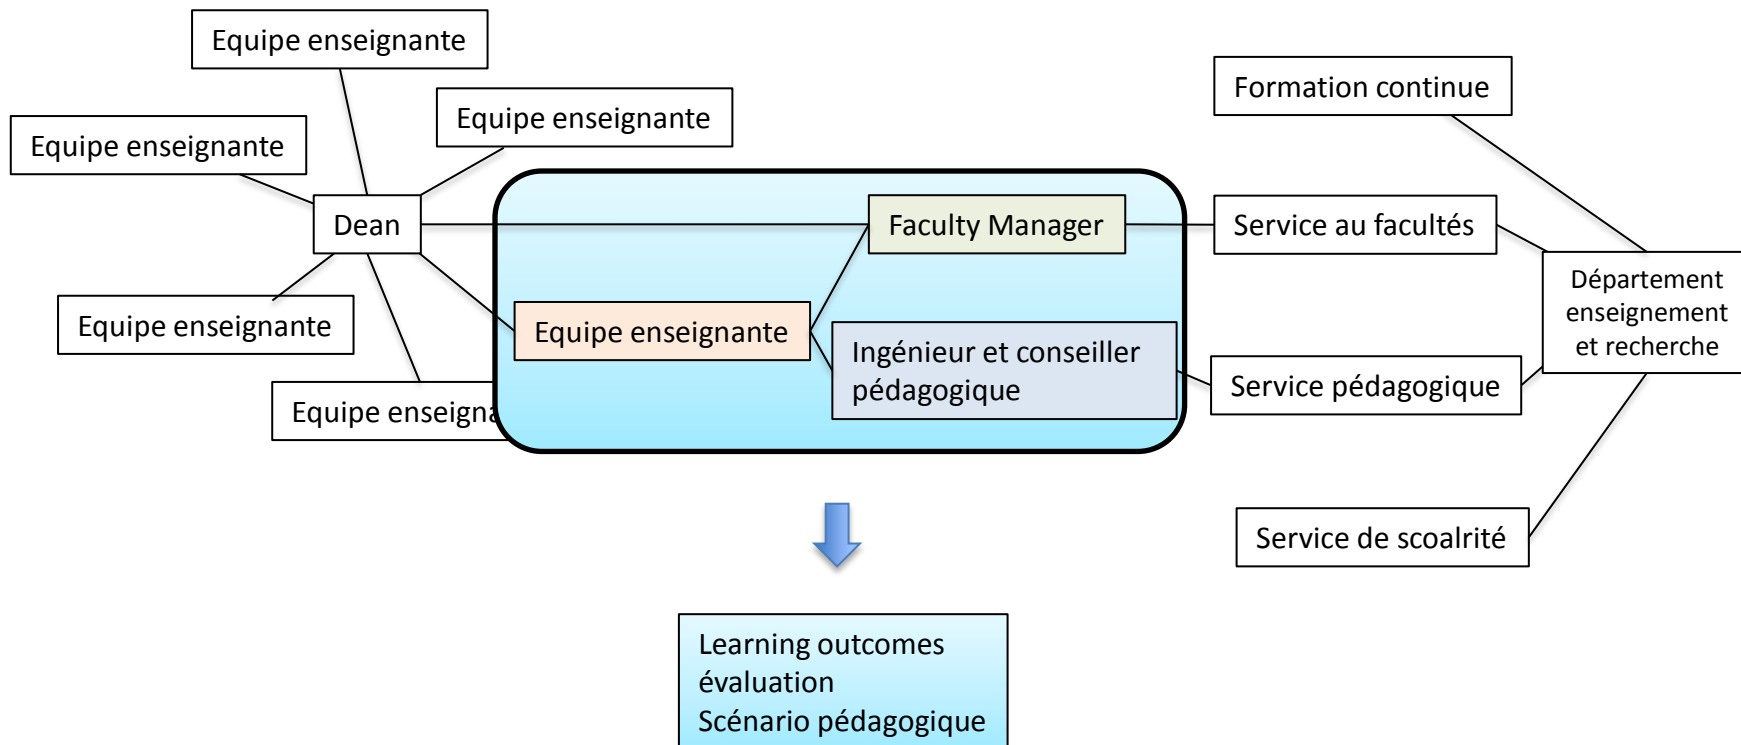 Equipe enseignante
Formation continue
Equipe enseignante
Equipe enseignante
Dean
Faculty Manager
Service au facultés
Département
enseignement
et recherche
Equipe enseignante
Equipe enseignante
Ingénieur et conseiller
pédagogique
Service pédagogique
Equipe enseigna
Service de scoalrité
Learning outcomes
évaluation
Scénario pédagogique